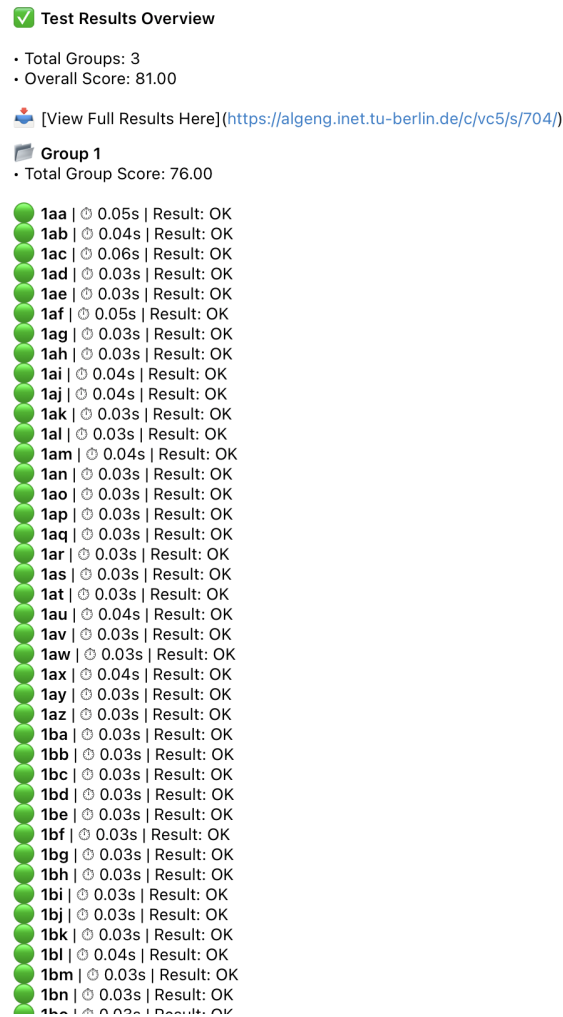 ✅ Test Results Overview
• Total Groups: 3
• Overall Score: 81.00
📥 [View Full Results Here](https://algeng.inet.tu-berlin.de/c/vc5/s/704/)
📂 Group 1
• Total Group Score: 76.00
🟢 1aa | ⏱ 0.05s | Result: OK
🟢 1ab | ⏱ 0.04s | Result: OK
🟢 1ac | ⏱ 0.06s | Result: OK
🟢 1ad | ⏱ 0.03s | Result: OK
🟢 1ae | ⏱ 0.03s | Result: OK
🟢 1af | ⏱ 0.05s | Result: OK
🟢 1ag | ⏱ 0.03s | Result: OK
🟢 1ah | ⏱ 0.03s | Result: OK
🟢 1ai | ⏱ 0.04s | Result: OK
🟢 1aj | ⏱ 0.04s | Result: OK
🟢 1ak | ⏱ 0.03s | Result: OK
🟢 1al | ⏱ 0.03s | Result: OK
🟢 1am | ⏱ 0.04s | Result: OK
🟢 1an | ⏱ 0.03s | Result: OK
🟢 1ao | ⏱ 0.03s | Result: OK
🟢 1ap | ⏱ 0.03s | Result: OK
🟢 1aq | ⏱ 0.03s | Result: OK
🟢 1ar | ⏱ 0.03s | Result: OK
🟢 1as | ⏱ 0.03s | Result: OK
🟢 1at | ⏱ 0.03s | Result: OK
🟢 1au | ⏱ 0.04s | Result: OK
🟢 1av | ⏱ 0.03s | Result: OK
🟢 1aw | ⏱ 0.03s | Result: OK
🟢 1ax | ⏱ 0.04s | Result: OK
🟢 1ay | ⏱ 0.03s | Result: OK
🟢 1az | ⏱ 0.03s | Result: OK
🟢 1ba | ⏱ 0.03s | Result: OK
🟢 1bb | ⏱ 0.03s | Result: OK
🟢 1bc | ⏱ 0.03s | Result: OK
🟢 1bd | ⏱ 0.03s | Result: OK
🟢 1be | ⏱ 0.03s | Result: OK
🟢 1bf | ⏱ 0.03s | Result: OK
🟢 1bg | ⏱ 0.03s | Result: OK
🟢 1bh | ⏱ 0.03s | Result: OK
🟢 1bi | ⏱ 0.03s | Result: OK
🟢 1bj | ⏱ 0.03s | Result: OK
🟢 1bk | ⏱ 0.03s | Result: OK
🟢 1bl | ⏱ 0.04s | Result: OK
🟢 1bm | ⏱ 0.03s | Result: OK
🟢 1bn | ⏱ 0.03s | Result: OK